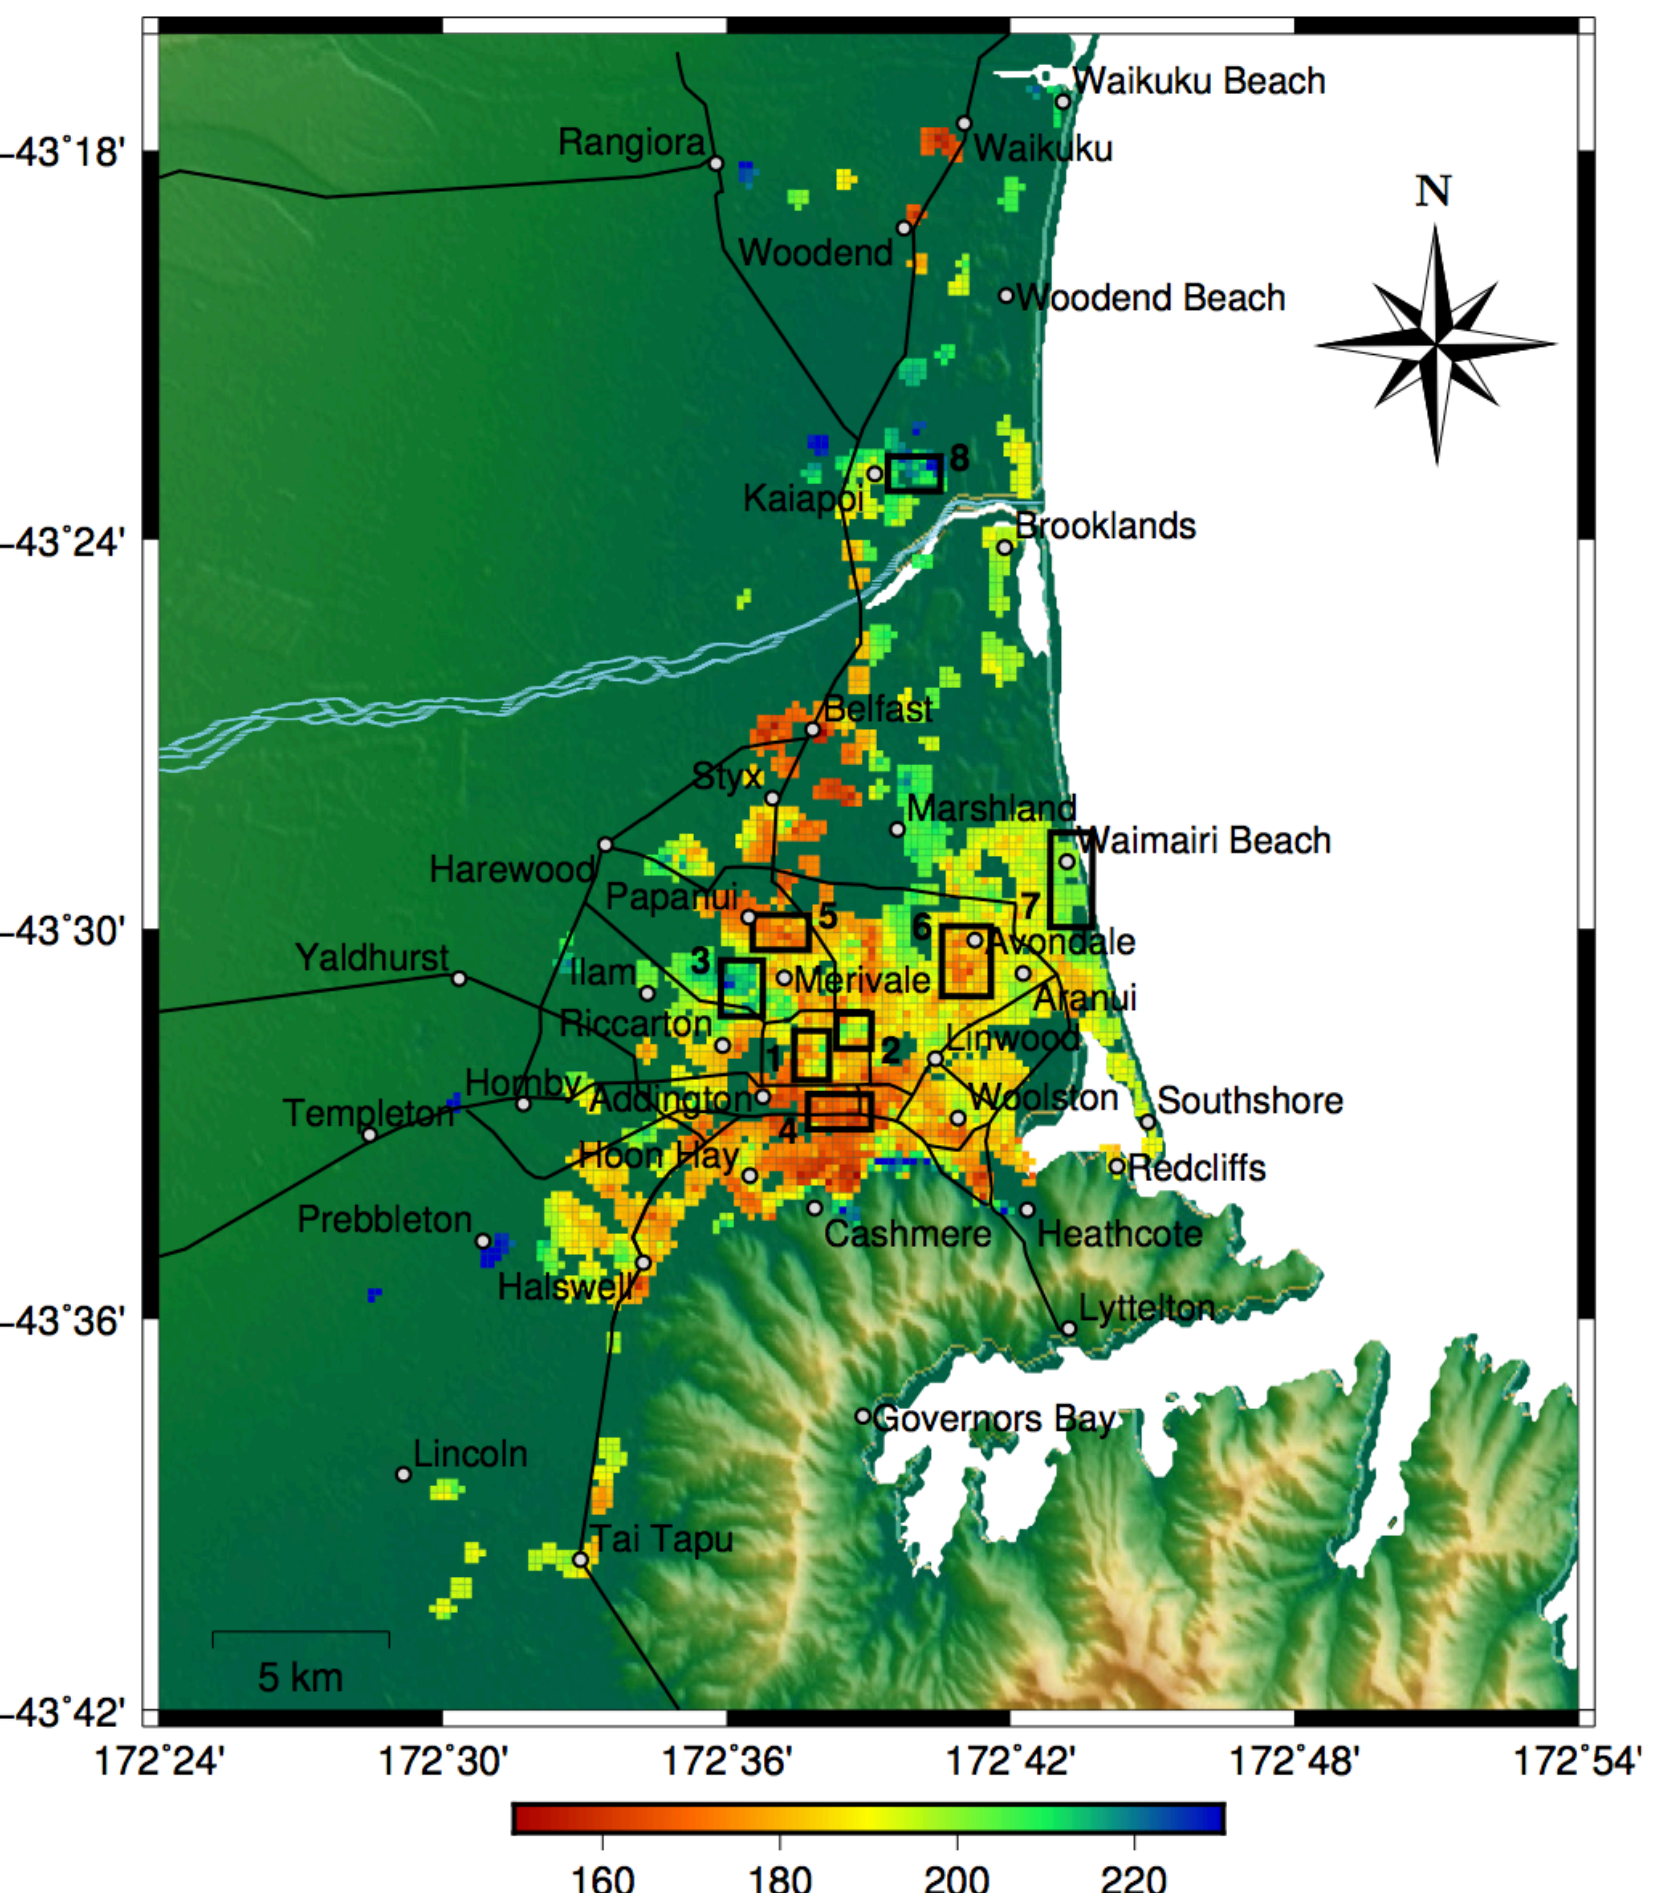 Waikuku Beach
-43°18'
Rangiora
Waikuku
N
Woodend
Woodend Beach
8
Kaiapoi
Brooklands
-43°24'
Belfast
Styx
Marshland
Waimairi Beach
Harewood
Papanui
7
5
6
-43°30'
Avondale
Yaldhurst
3
Ilam
Merivale
Aranui
Riccarton
Linwood
1
2
Hornby
Addington
Woolston
Southshore
Templeton
4
Hoon Hay
Redcliffs
Prebbleton
Cashmere
Heathcote
Halswell
Lyttelton
-43°36'
Governors Bay
Lincoln
Tai Tapu
5 km
-43°42'
172°24' 172°30' 172°36' 172°42' 172°48' 172°54'
160 180 200 220